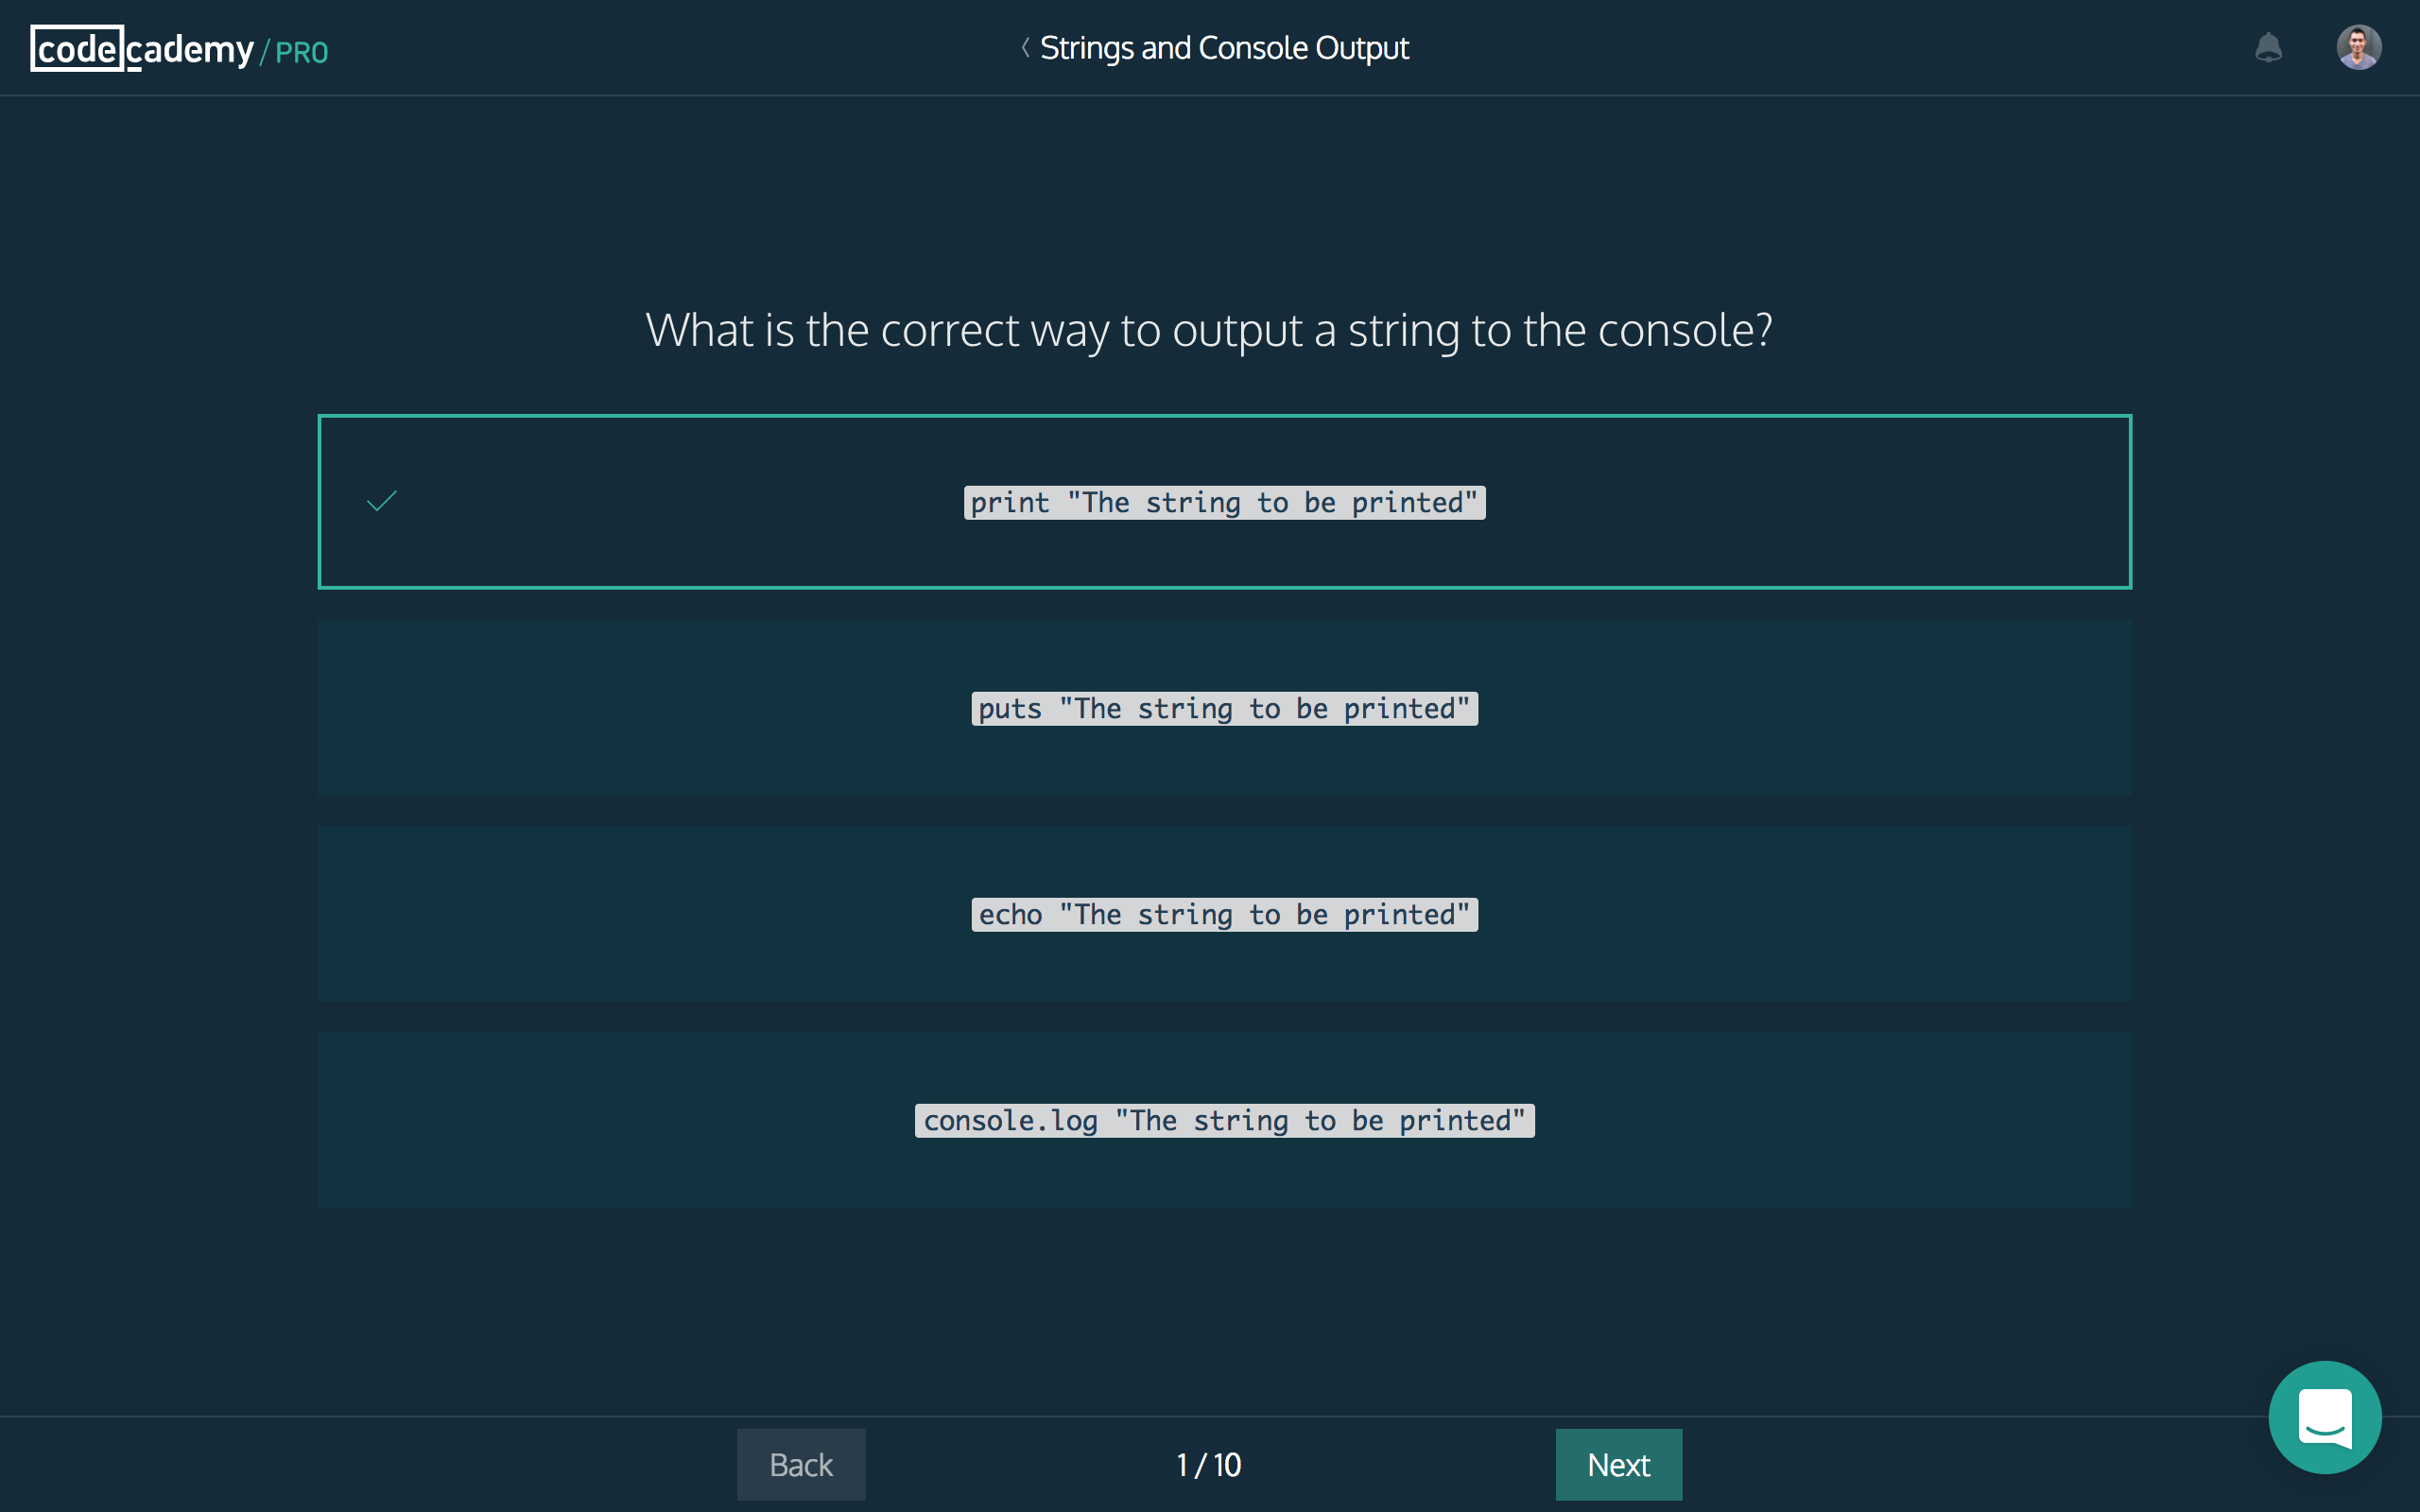 codecademy/PRO
Strings and Console Output
What is the correct way to output a string to the console?
print "The string to be printed"
puts "The string to be printed"
echo "The string to be printed"
console.log "The string to be printed"
Back
1 / 10
Next